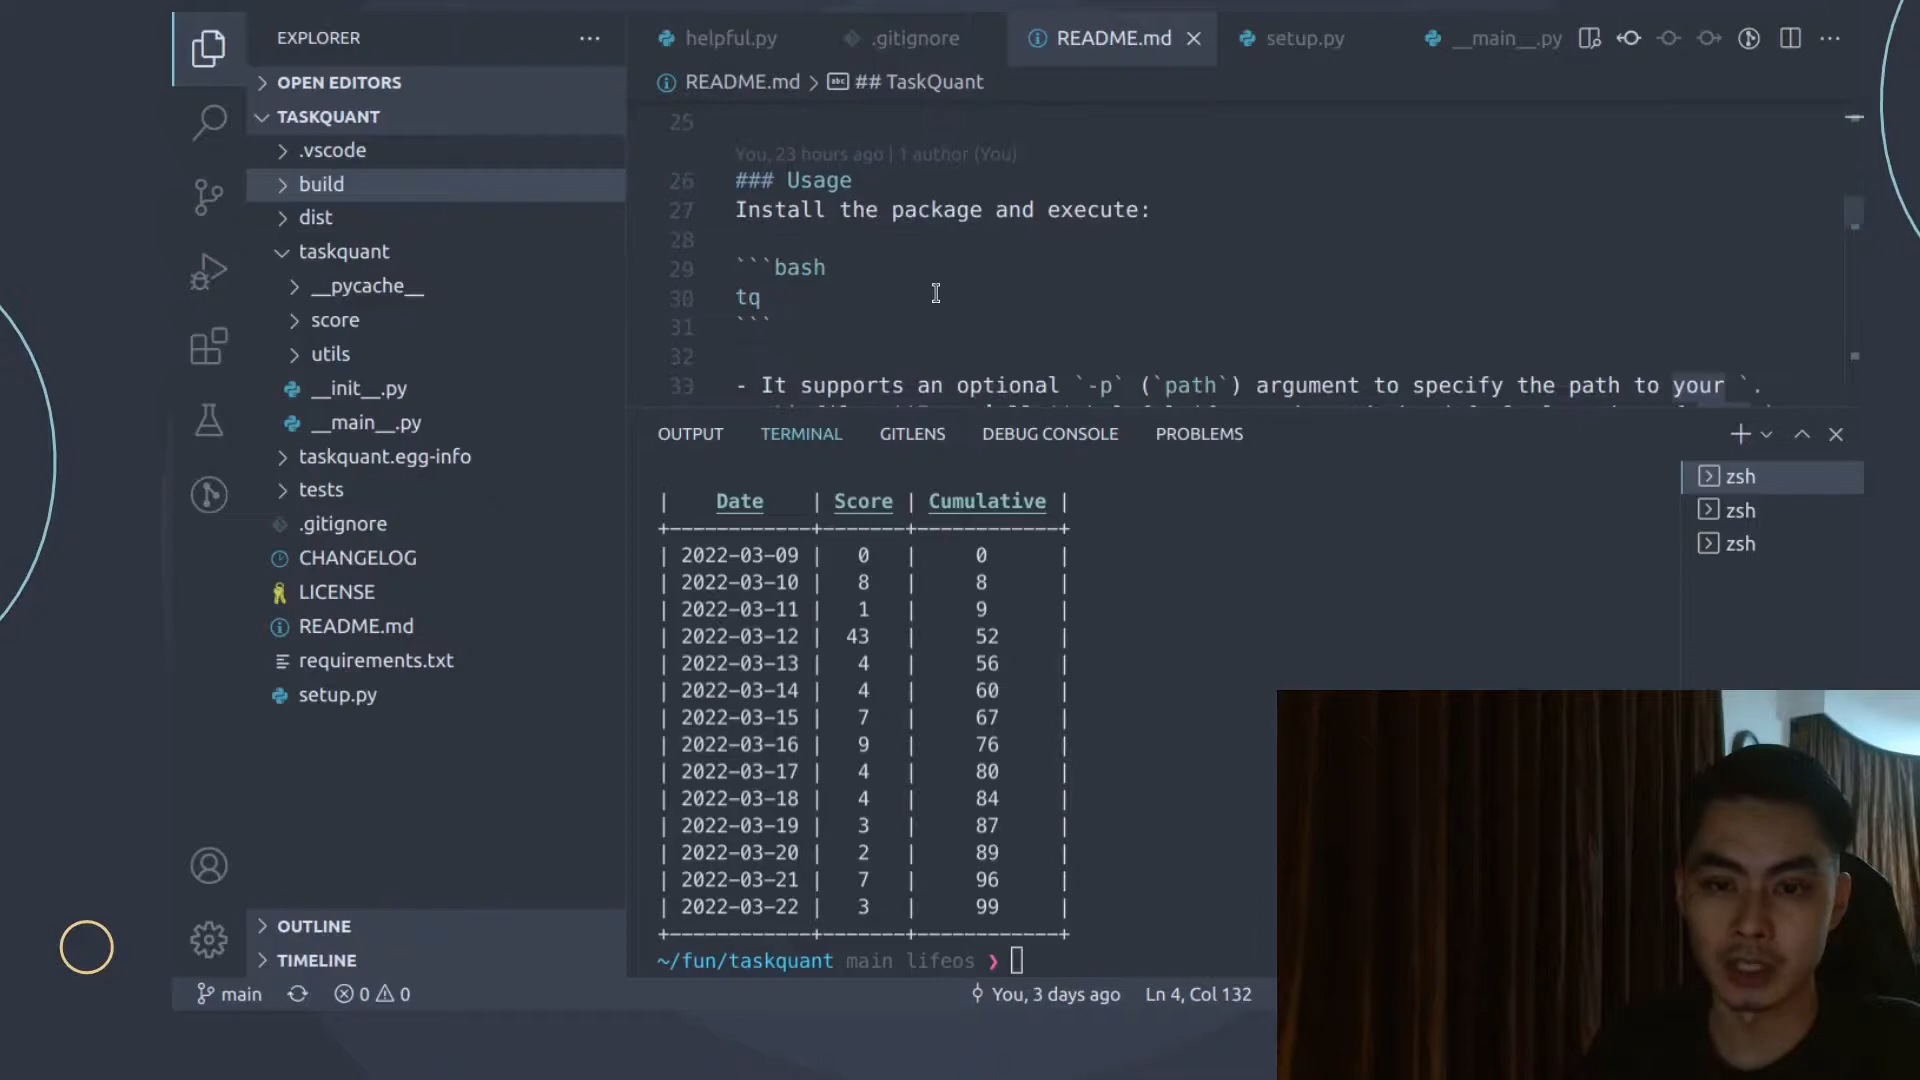 EXPLORER
OPEN EDITORS
TASKQUANT
.vscode
build
dist
taskquant
__pycache__
score
utils
__init__.py
__main__.py
taskquant.egg-info
tests
.gitignore
CHANGELOG
LICENSE
README.md
requirements.txt
setup.py
OUTLINE
TIMELINE
helpful.py .gitignore README.md setup.py __main__.py
README.md > ## TaskQuant
25
You, 23 hours ago | 1 author (You)
26 ### Usage
27 Install the package and execute:
28
29 ```bash
30 tq
31 ```
32
33 - It supports an optional `-p` (`path`) argument to specify the path to your `.
OUTPUT TERMINAL GITLENS DEBUG CONSOLE PROBLEMS
zsh
zsh
zsh
| Date | Score | Cumulative |
+------------+-------+------------+
| 2022-03-09 | 0 | 0 |
| 2022-03-10 | 8 | 8 |
| 2022-03-11 | 1 | 9 |
| 2022-03-12 | 43 | 52 |
| 2022-03-13 | 4 | 56 |
| 2022-03-14 | 4 | 60 |
| 2022-03-15 | 7 | 67 |
| 2022-03-16 | 9 | 76 |
| 2022-03-17 | 4 | 80 |
| 2022-03-18 | 4 | 84 |
| 2022-03-19 | 3 | 87 |
| 2022-03-20 | 2 | 89 |
| 2022-03-21 | 7 | 96 |
| 2022-03-22 | 3 | 99 |
+------------+-------+------------+
~/fun/taskquant main lifeos ❯
main 0 0 You, 3 days ago Ln 4, Col 132